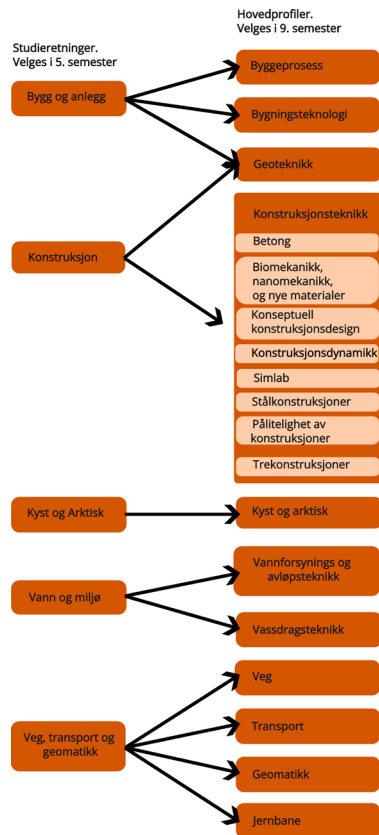 Studieretninger.
Velges i 5. semester
Hovedprofiler.
Velges i 9. semester
Bygg og anlegg
Byggeprosess
Bygningsteknologi
Geoteknikk
Konstruksjon
Konstruksjonsteknikk
Betong
Biomekanikk,
nanomekanikk,
og nye materialer
Konseptuell
konstruksjonsdesign
Konstruksjonsdynamikk
Simlab
Stålkonstruksjoner
Pålitelighet av
konstruksjoner
Trekonstruksjoner
Kyst og Arktisk
Kyst og arktisk
Vann og miljø
Vannforsynings og
avløpsteknikk
Vassdragsteknikk
Veg, transport og
geomatikk
Veg
Transport
Geomatikk
Jernbane